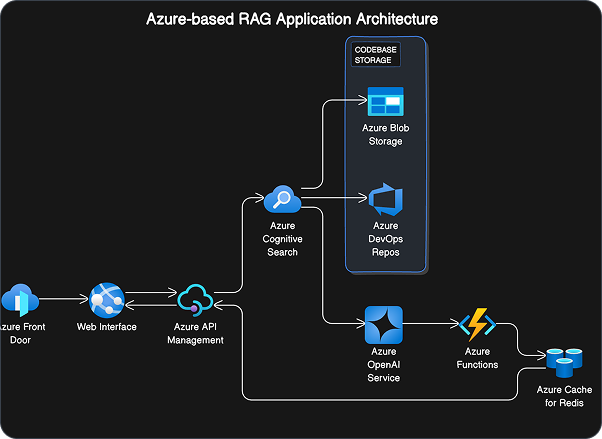 Azure-based RAG Application Architecture
CODEBASE
STORAGE
Azure Blob
Storage
Azure
Cognitive
Search
Azure
DevOps
Repos
Azure Front
Door
Web Interface
Azure API
Management
Azure
OpenAI
Service
Azure
Functions
Azure Cache
for Redis